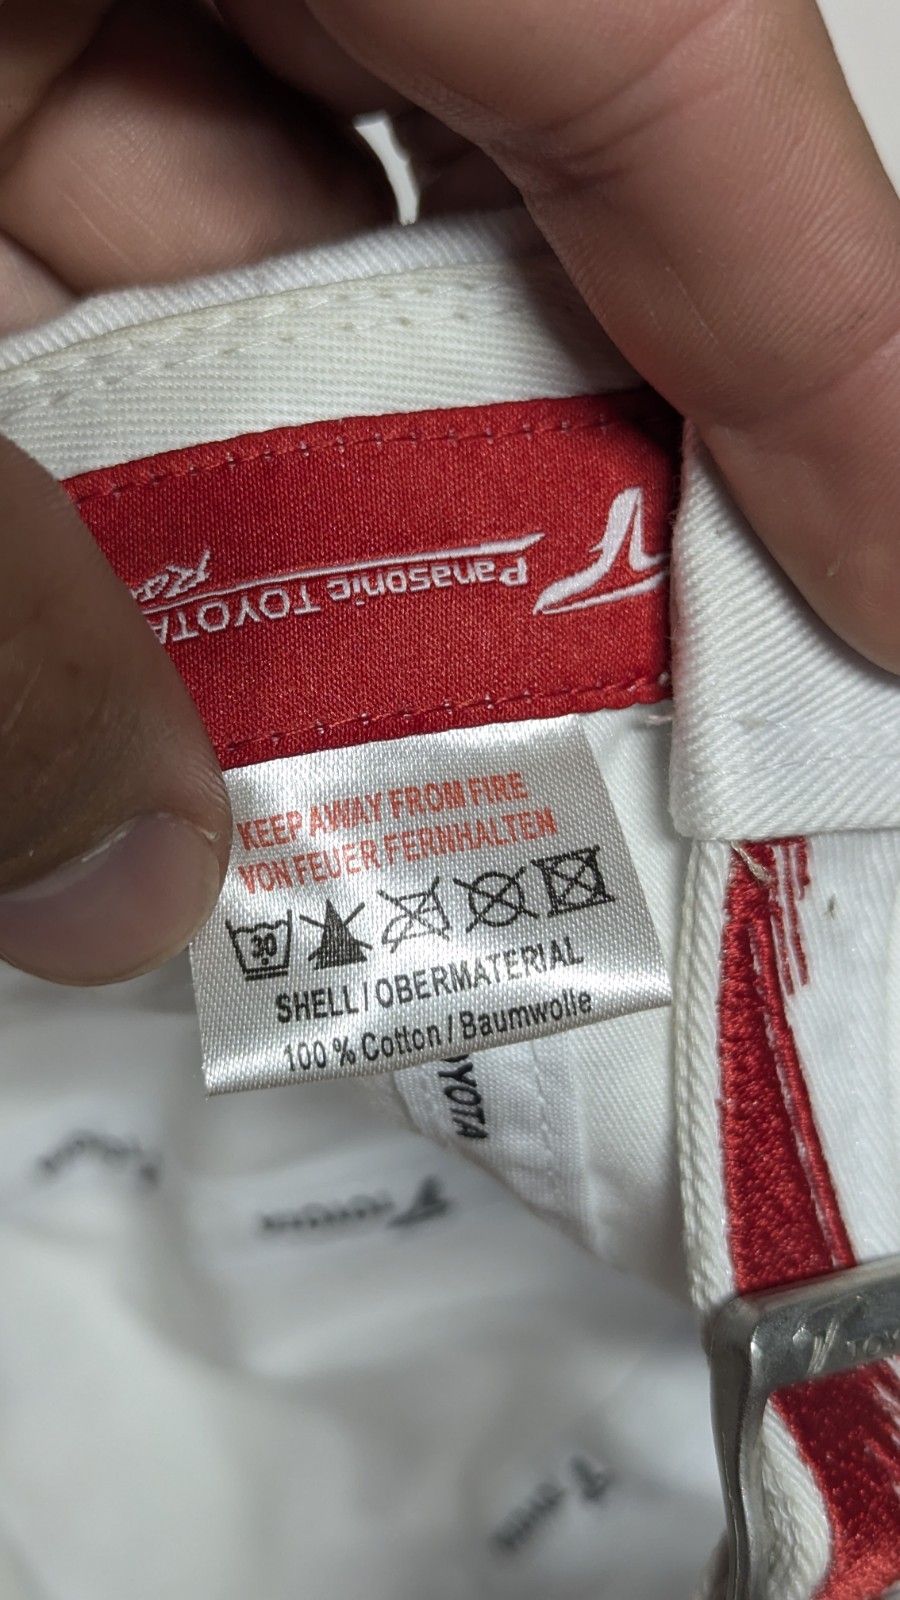 Panasonic TOYOTA
KEEP AWAY FROM FIRE
VON FEUER FERNHALTEN
30
SHELL / OBERMATERIAL
100 % Cotton / Baumwolle